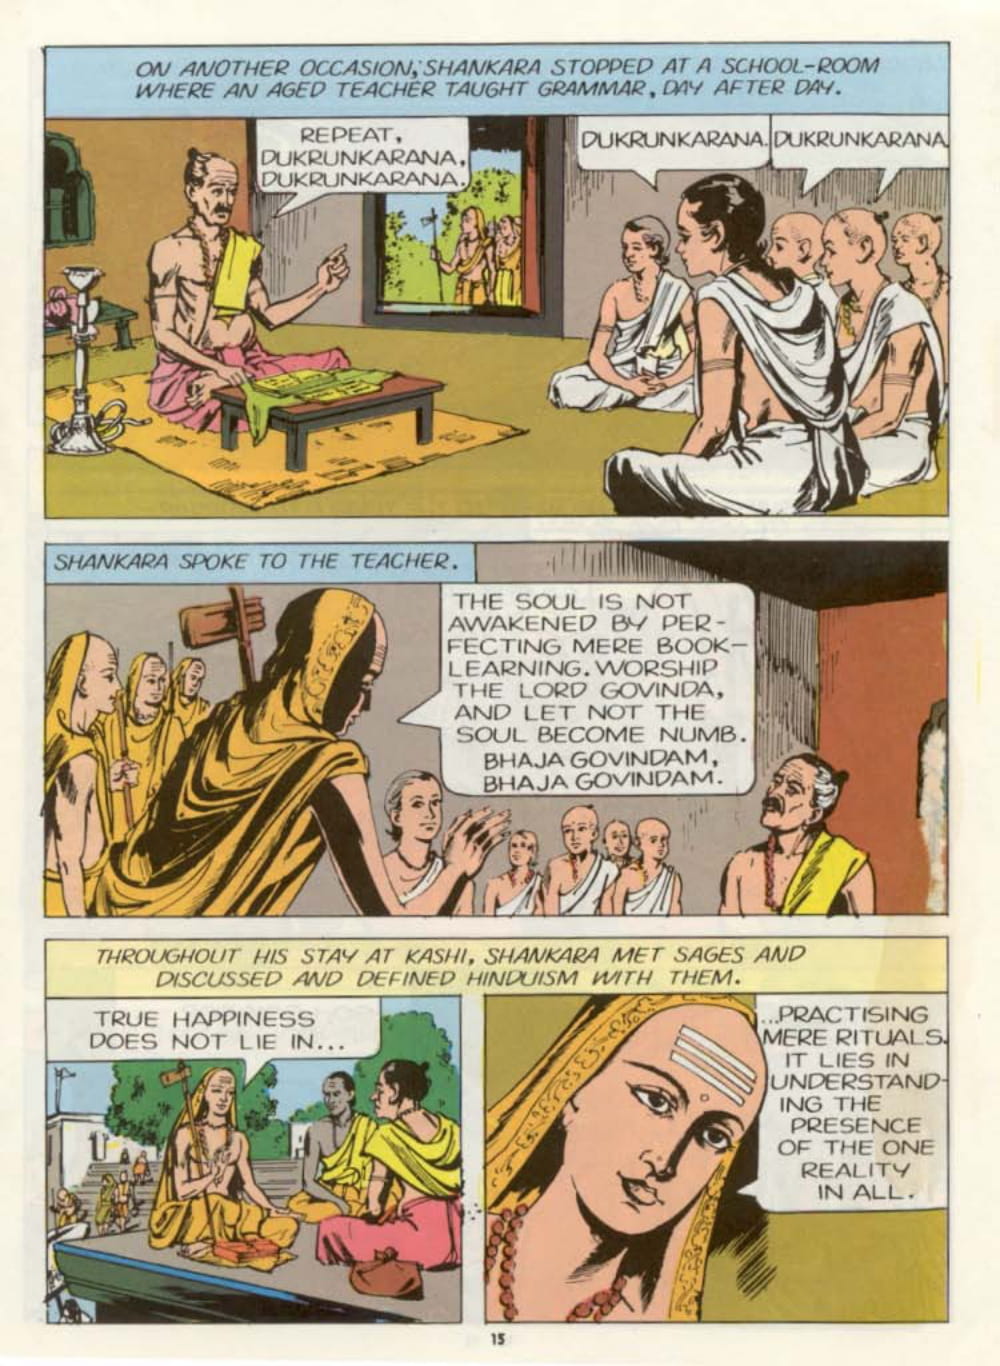 ON ANOTHER OCCASION, SHANKARA STOPPED AT A SCHOOL-ROOM
WHERE AN AGED TEACHER TAUGHT GRAMMAR, DAY AFTER DAY.
REPEAT,
DUKRUNKARANA,
DUKRUNKARANA.
DUKRUNKARANA.
DUKRUNKARANA.
SHANKARA SPOKE TO THE TEACHER.
THE SOUL IS NOT
AWAKENED BY PER-
FECTING MERE BOOK-
LEARNING. WORSHIP
THE LORD GOVINDA,
AND LET NOT THE
SOUL BECOME NUMB.
BHAJA GOVINDAM,
BHAJA GOVINDAM.
THROUGHOUT HIS STAY AT KASHI, SHANKARA MET SAGES AND
DISCUSSED AND DEFINED HINDUISM WITH THEM.
TRUE HAPPINESS
DOES NOT LIE IN...
...PRACTISING
MERE RITUALS.
IT LIES IN
UNDERSTAND-
ING THE
PRESENCE
OF THE ONE
REALITY
IN ALL.
15